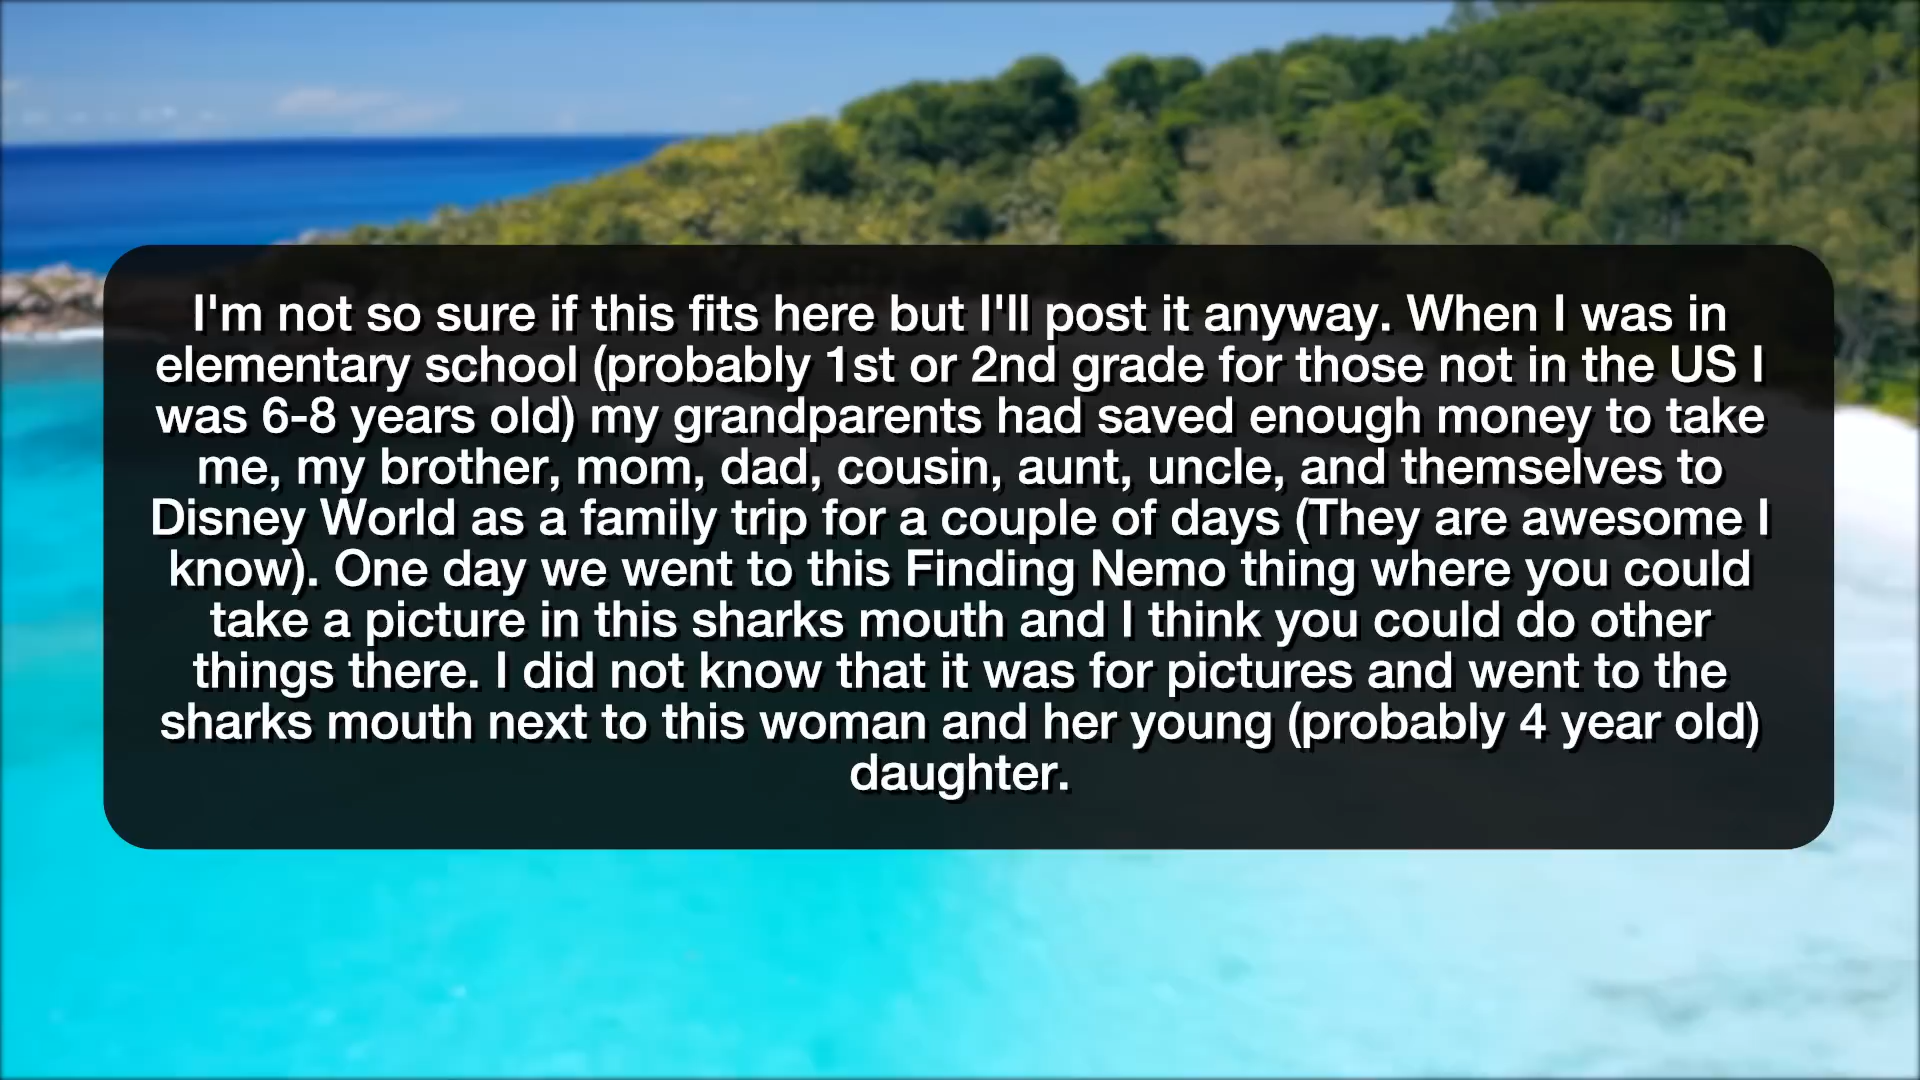 I'm not so sure if this fits here but I'll post it anyway. When I was in
elementary school (probably 1st or 2nd grade for those not in the US I
was 6-8 years old) my grandparents had saved enough money to take
me, my brother, mom, dad, cousin, aunt, uncle, and themselves to
Disney World as a family trip for a couple of days (They are awesome I
know). One day we went to this Finding Nemo thing where you could
take a picture in this sharks mouth and I think you could do other
things there. I did not know that it was for pictures and went to the
sharks mouth next to this woman and her young (probably 4 year old)
daughter.